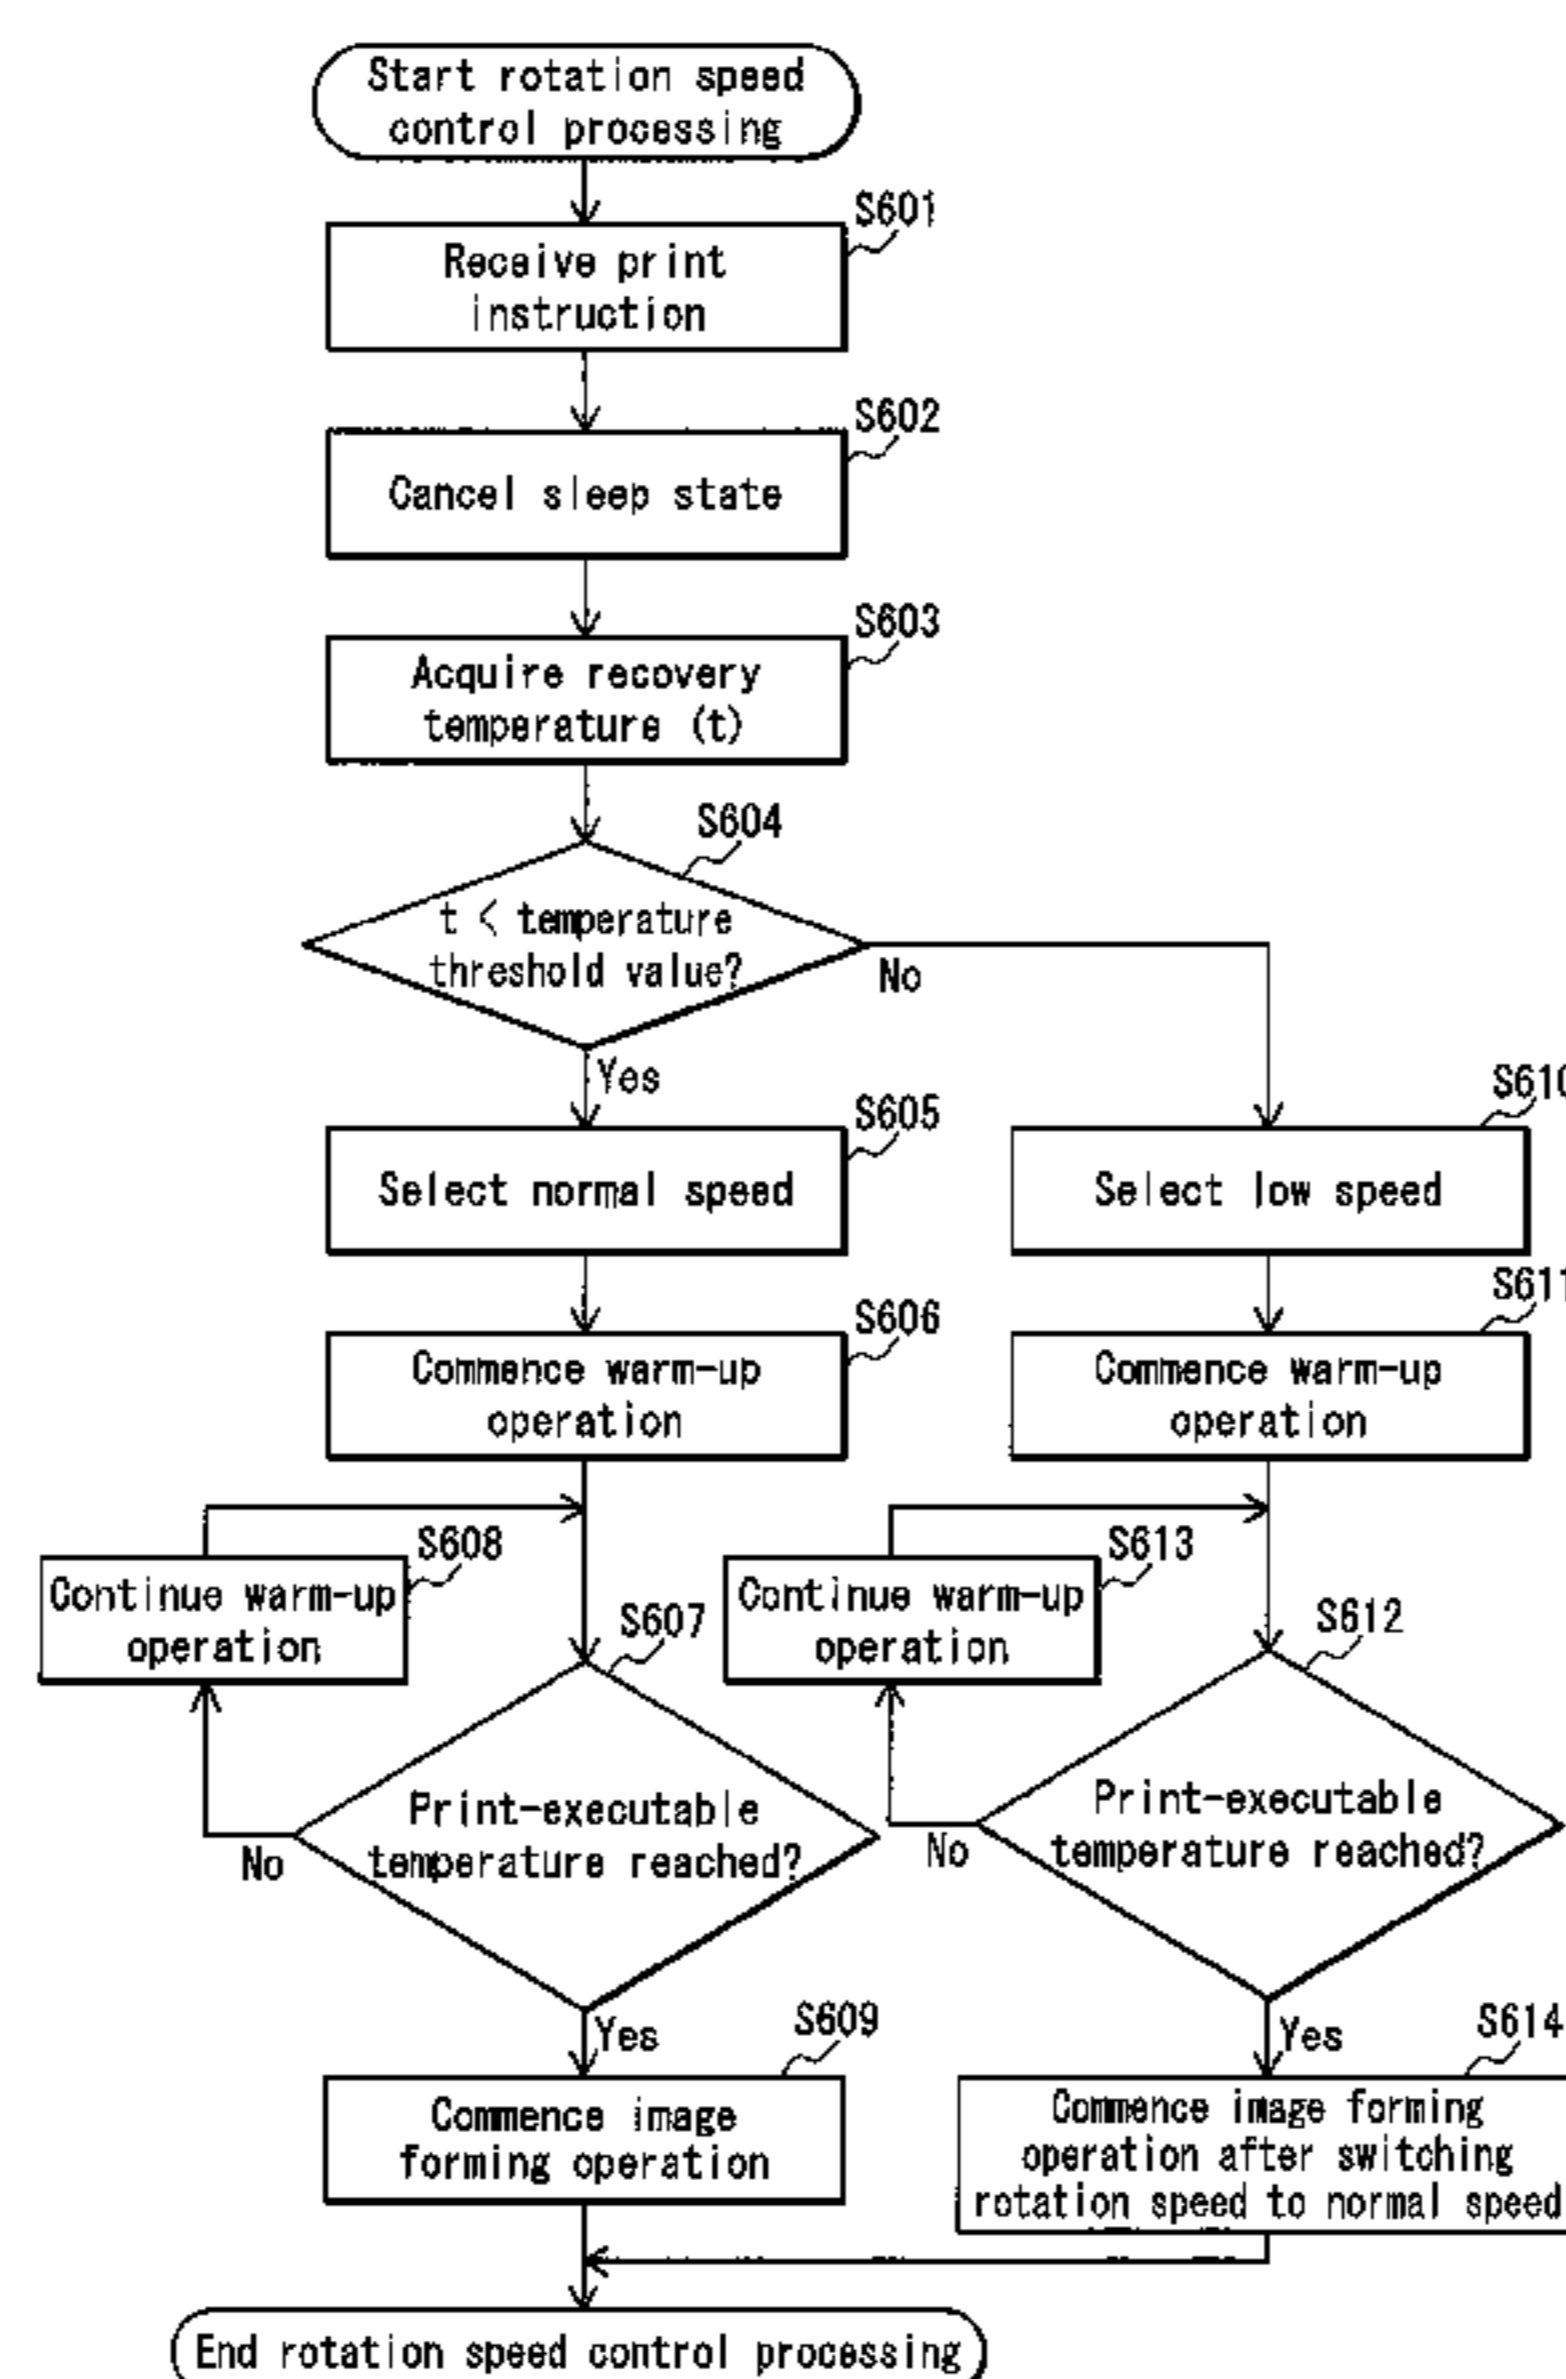 Start rotation speed
control processing
S601
Receive print
instruction
S602
Cancel sleep state
S603
Acquire recovery
temperature (t)
S604
t < temperature
threshold value?
No
Yes
S605
Select normal speed
S610
Select low speed
S606
Commence warm-up
operation
S611
Commence warm-up
operation
S608
Continue warm-up
operation
S613
Continue warm-up
operation
S607
Print-executable
temperature reached?
No
S612
Print-executable
temperature reached?
No
Yes
S609
Commence image
forming operation
Yes
S614
Commence image forming
operation after switching
rotation speed to normal speed
End rotation speed control processing